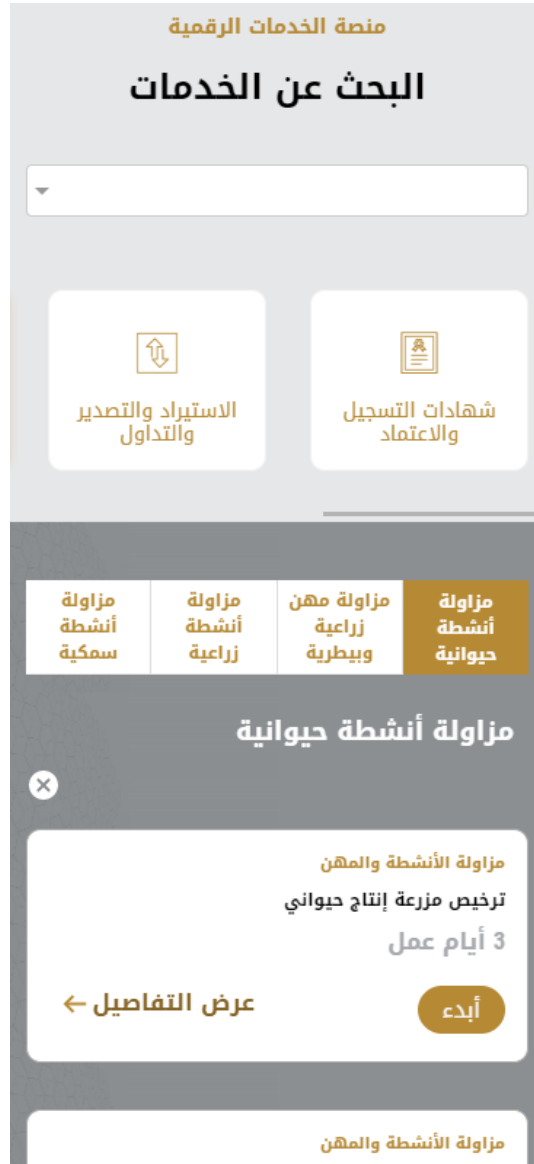 منصة الخدمات الرقمية
البحث عن الخدمات
شهادات التسجيل
والاعتماد
الاستيراد والتصدير
والتداول
مزاولة
أنشطة
حيوانية
مزاولة مهن
زراعية
وبيطرية
مزاولة
أنشطة
زراعية
مزاولة
أنشطة
سمكية
مزاولة أنشطة حيوانية
مزاولة الأنشطة والمهن
ترخيص مزرعة إنتاج حيواني
3 أيام عمل
أبدء
عرض التفاصيل
مزاولة الأنشطة والمهن